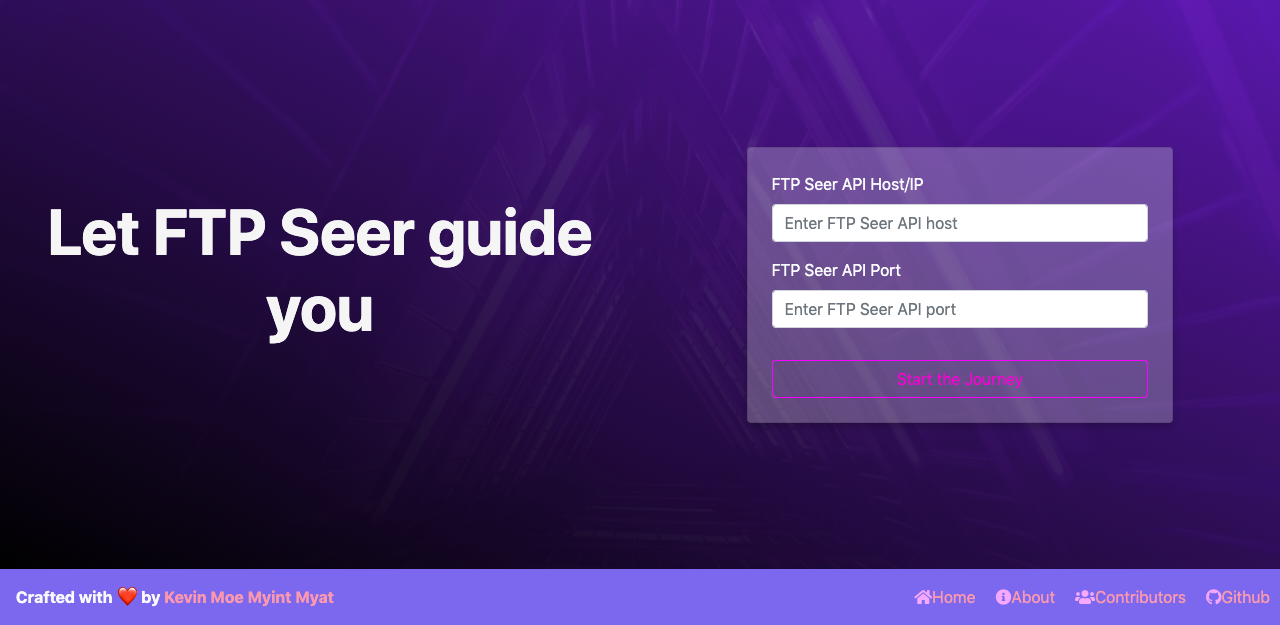 Let FTP Seer guide
you
FTP Seer API Host/IP
Enter FTP Seer API host
FTP Seer API Port
Enter FTP Seer API port
Start the Journey
Crafted with ❤️ by Kevin Moe Myint Myat
Home About Contributors Github